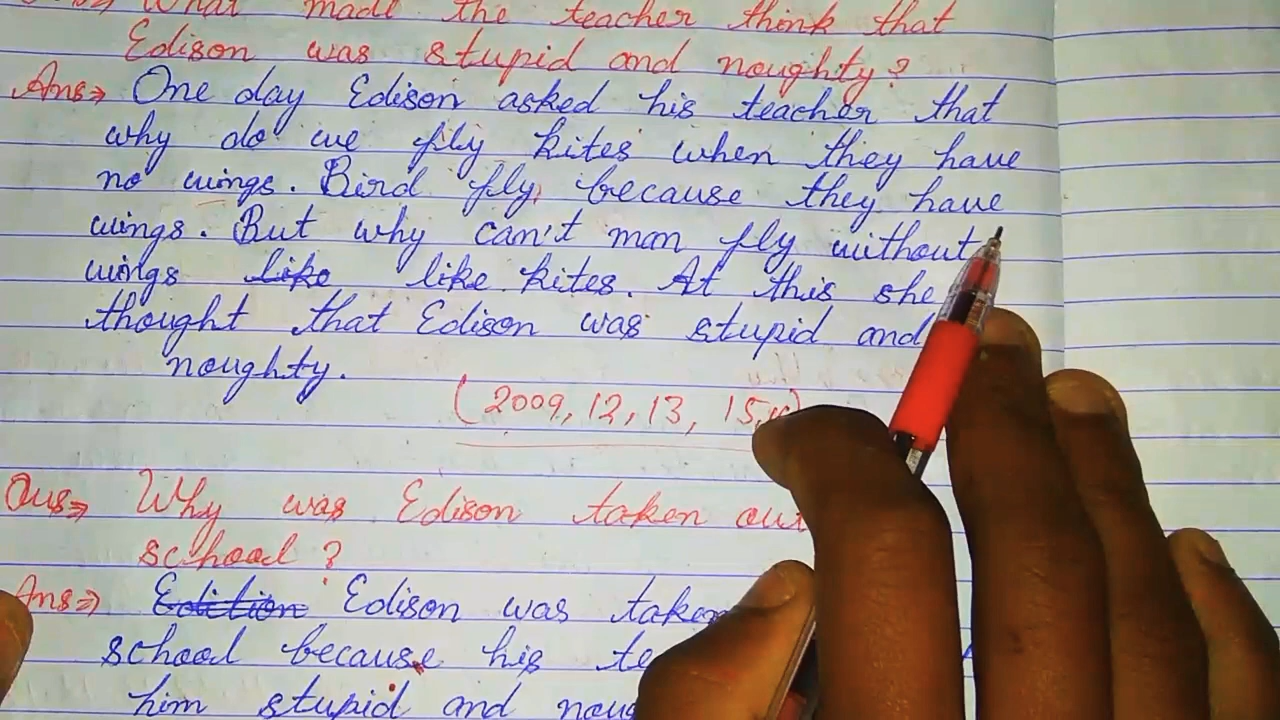 What made the teacher think that
Edison was stupid and noughty?
Ans⇒ One day Edison asked his teacher that
why do we fly kites when they have
no wings. Bird fly because they have
wings. But why can't man fly without
wings like like kites. At this she
thought that Edison was stupid and
noughty.
(2009, 12, 13, 15,
Qus⇒ Why was Edison taken out
school?
Ans⇒ Edition Edison was taken
school because his te
him stupid and noug